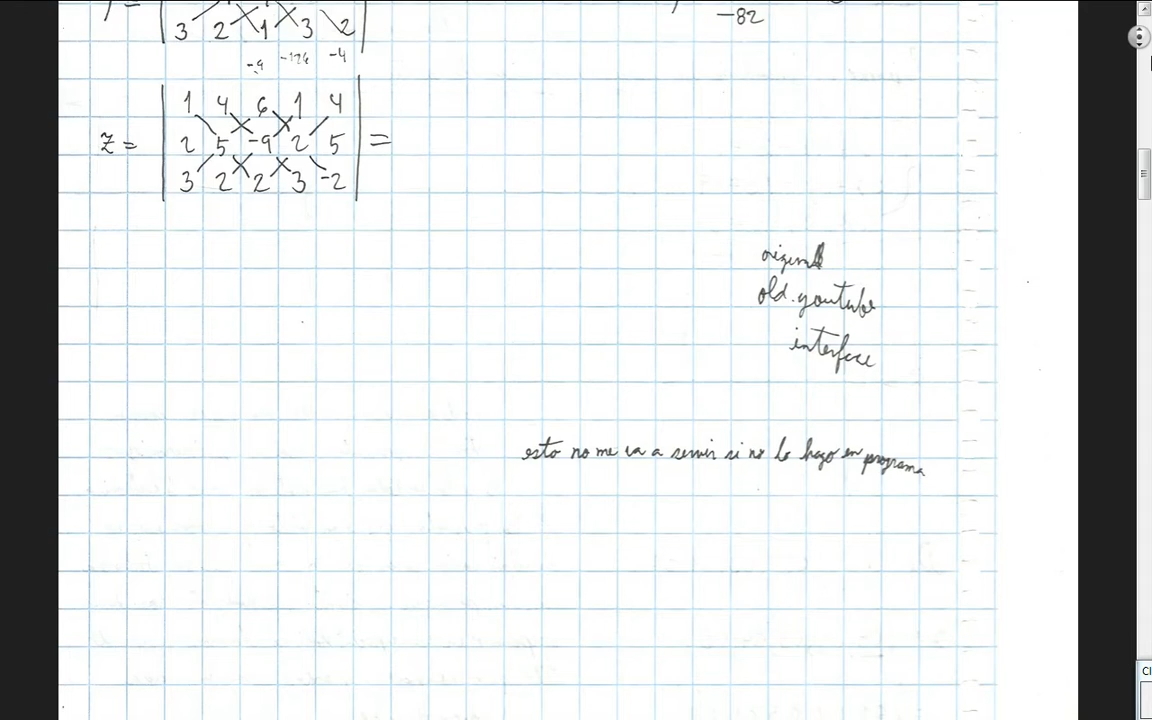 3 2 1 3 2
-82
-9 -126 -4
1 4 6 1 4
z = 2 5 -9 2 5 =
3 2 2 3 -2
original
old.youtube
interface
esto no me va a servir si no lo hago en programa